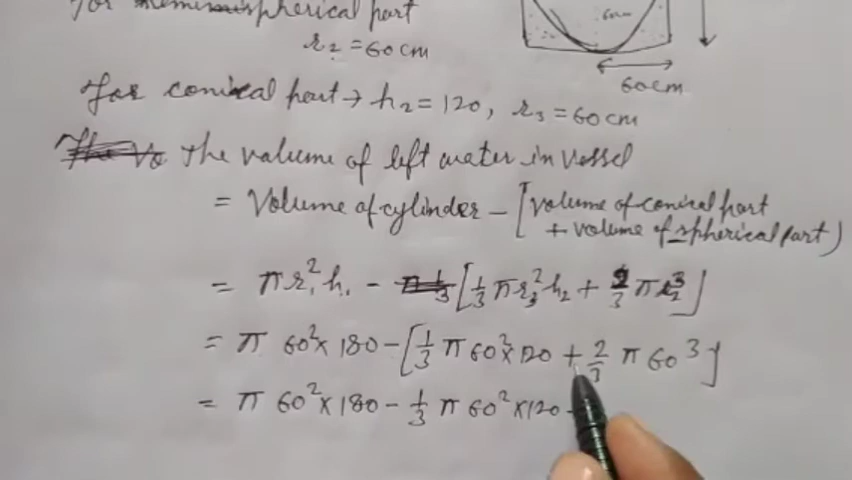 for hemispherical part
r₂ = 60 cm
6cm
60cm
for conical part → h₂ = 120, r₃ = 60 cm
The valume of left water in vessel
= Volume of cylinder - [volume of conical part
+ volume of spherical part)
= πr₁²h₁ - [1/3 πr₃²h₂ + 2/3 πr₂³]
= π 60² × 180 - [1/3 π 60² × 120 + 2/3 π 60³]
= π 60² × 180 - 1/3 π 60² × 120 -